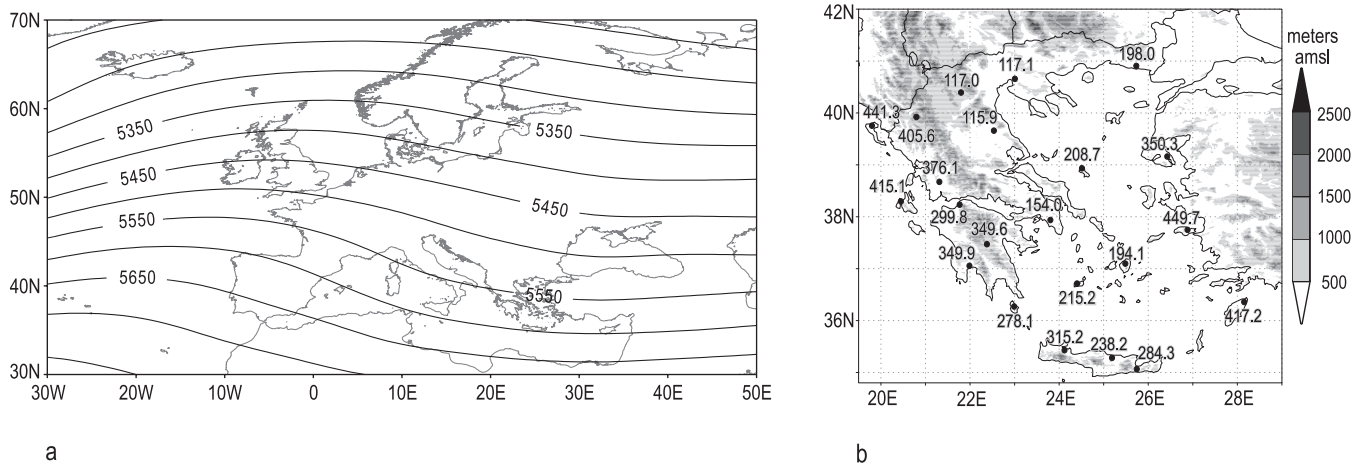 70N
60N
50N
40N
30N
5350
5350
5450
5450
5550
5550
5650
30W 20W 10W 0 10E 20E 30E 40E 50E
a
42N
40N
38N
36N
198.0
117.1
117.0
441.3
115.9
405.6
350.3
208.7
376.1
415.1
154.0
299.8
449.7
349.6
349.9
194.1
215.2
417.2
278.1
315.2
238.2
284.3
20E 22E 24E 26E 28E
b
meters
amsl
2500
2000
1500
1000
500